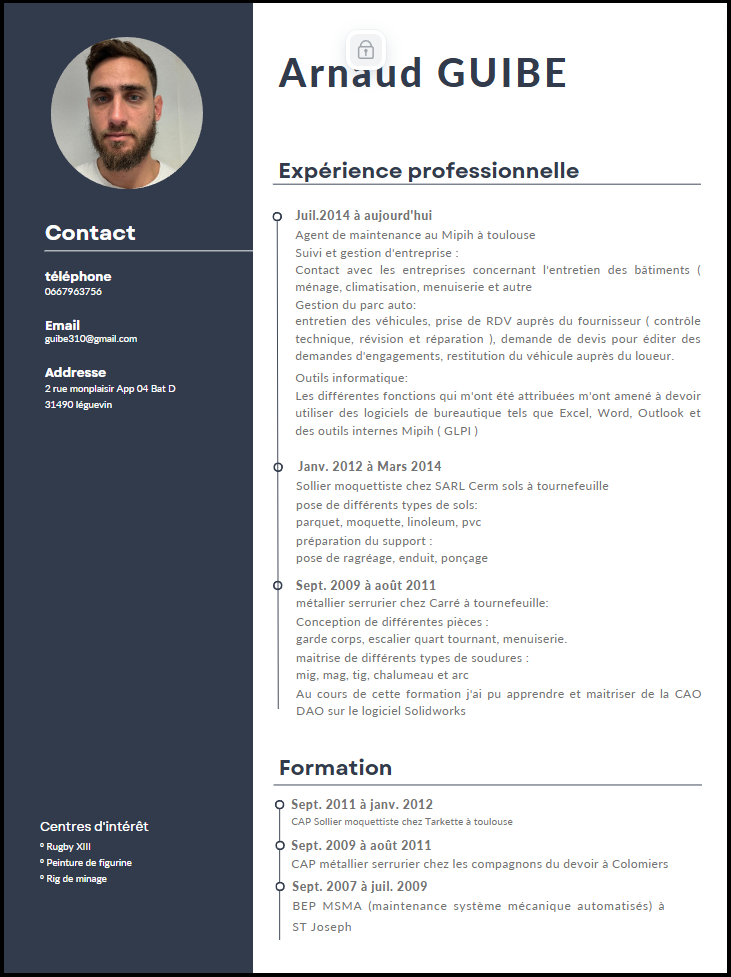 Arnaud GUIBE
Contact
téléphone
0667963756
Email
guibe310@gmail.com
Addresse
2 rue monplaisir App 04 Bat D
31490 léguevin
Centres d'intérêt
° Rugby XIII
° Peinture de figurine
° Rig de minage
Expérience professionnelle
Juil.2014 à aujourd'hui
Agent de maintenance au Mipih à toulouse
Suivi et gestion d'entreprise :
Contact avec les entreprises concernant l'entretien des bâtiments (
ménage, climatisation, menuiserie et autre
Gestion du parc auto:
entretien des véhicules, prise de RDV auprès du fournisseur ( contrôle
technique, révision et réparation ), demande de devis pour éditer des
demandes d'engagements, restitution du véhicule auprès du loueur.
Outils informatique:
Les différentes fonctions qui m'ont été attribuées m'ont amené à devoir
utiliser des logiciels de bureautique tels que Excel, Word, Outlook et
des outils internes Mipih ( GLPI )
Janv. 2012 à Mars 2014
Sollier moquettiste chez SARL Cerm sols à tournefeuille
pose de différents types de sols:
parquet, moquette, linoleum, pvc
préparation du support :
pose de ragréage, enduit, ponçage
Sept. 2009 à août 2011
métallier serrurier chez Carré à tournefeuille:
Conception de différentes pièces :
garde corps, escalier quart tournant, menuiserie.
maitrise de différents types de soudures :
mig, mag, tig, chalumeau et arc
Au cours de cette formation j'ai pu apprendre et maitriser de la CAO
DAO sur le logiciel Solidworks
Formation
Sept. 2011 à janv. 2012
CAP Sollier moquettiste chez Tarkette à toulouse
Sept. 2009 à août 2011
CAP métallier serrurier chez les compagnons du devoir à Colomiers
Sept. 2007 à juil. 2009
BEP MSMA (maintenance système mécanique automatisés) à
ST Joseph